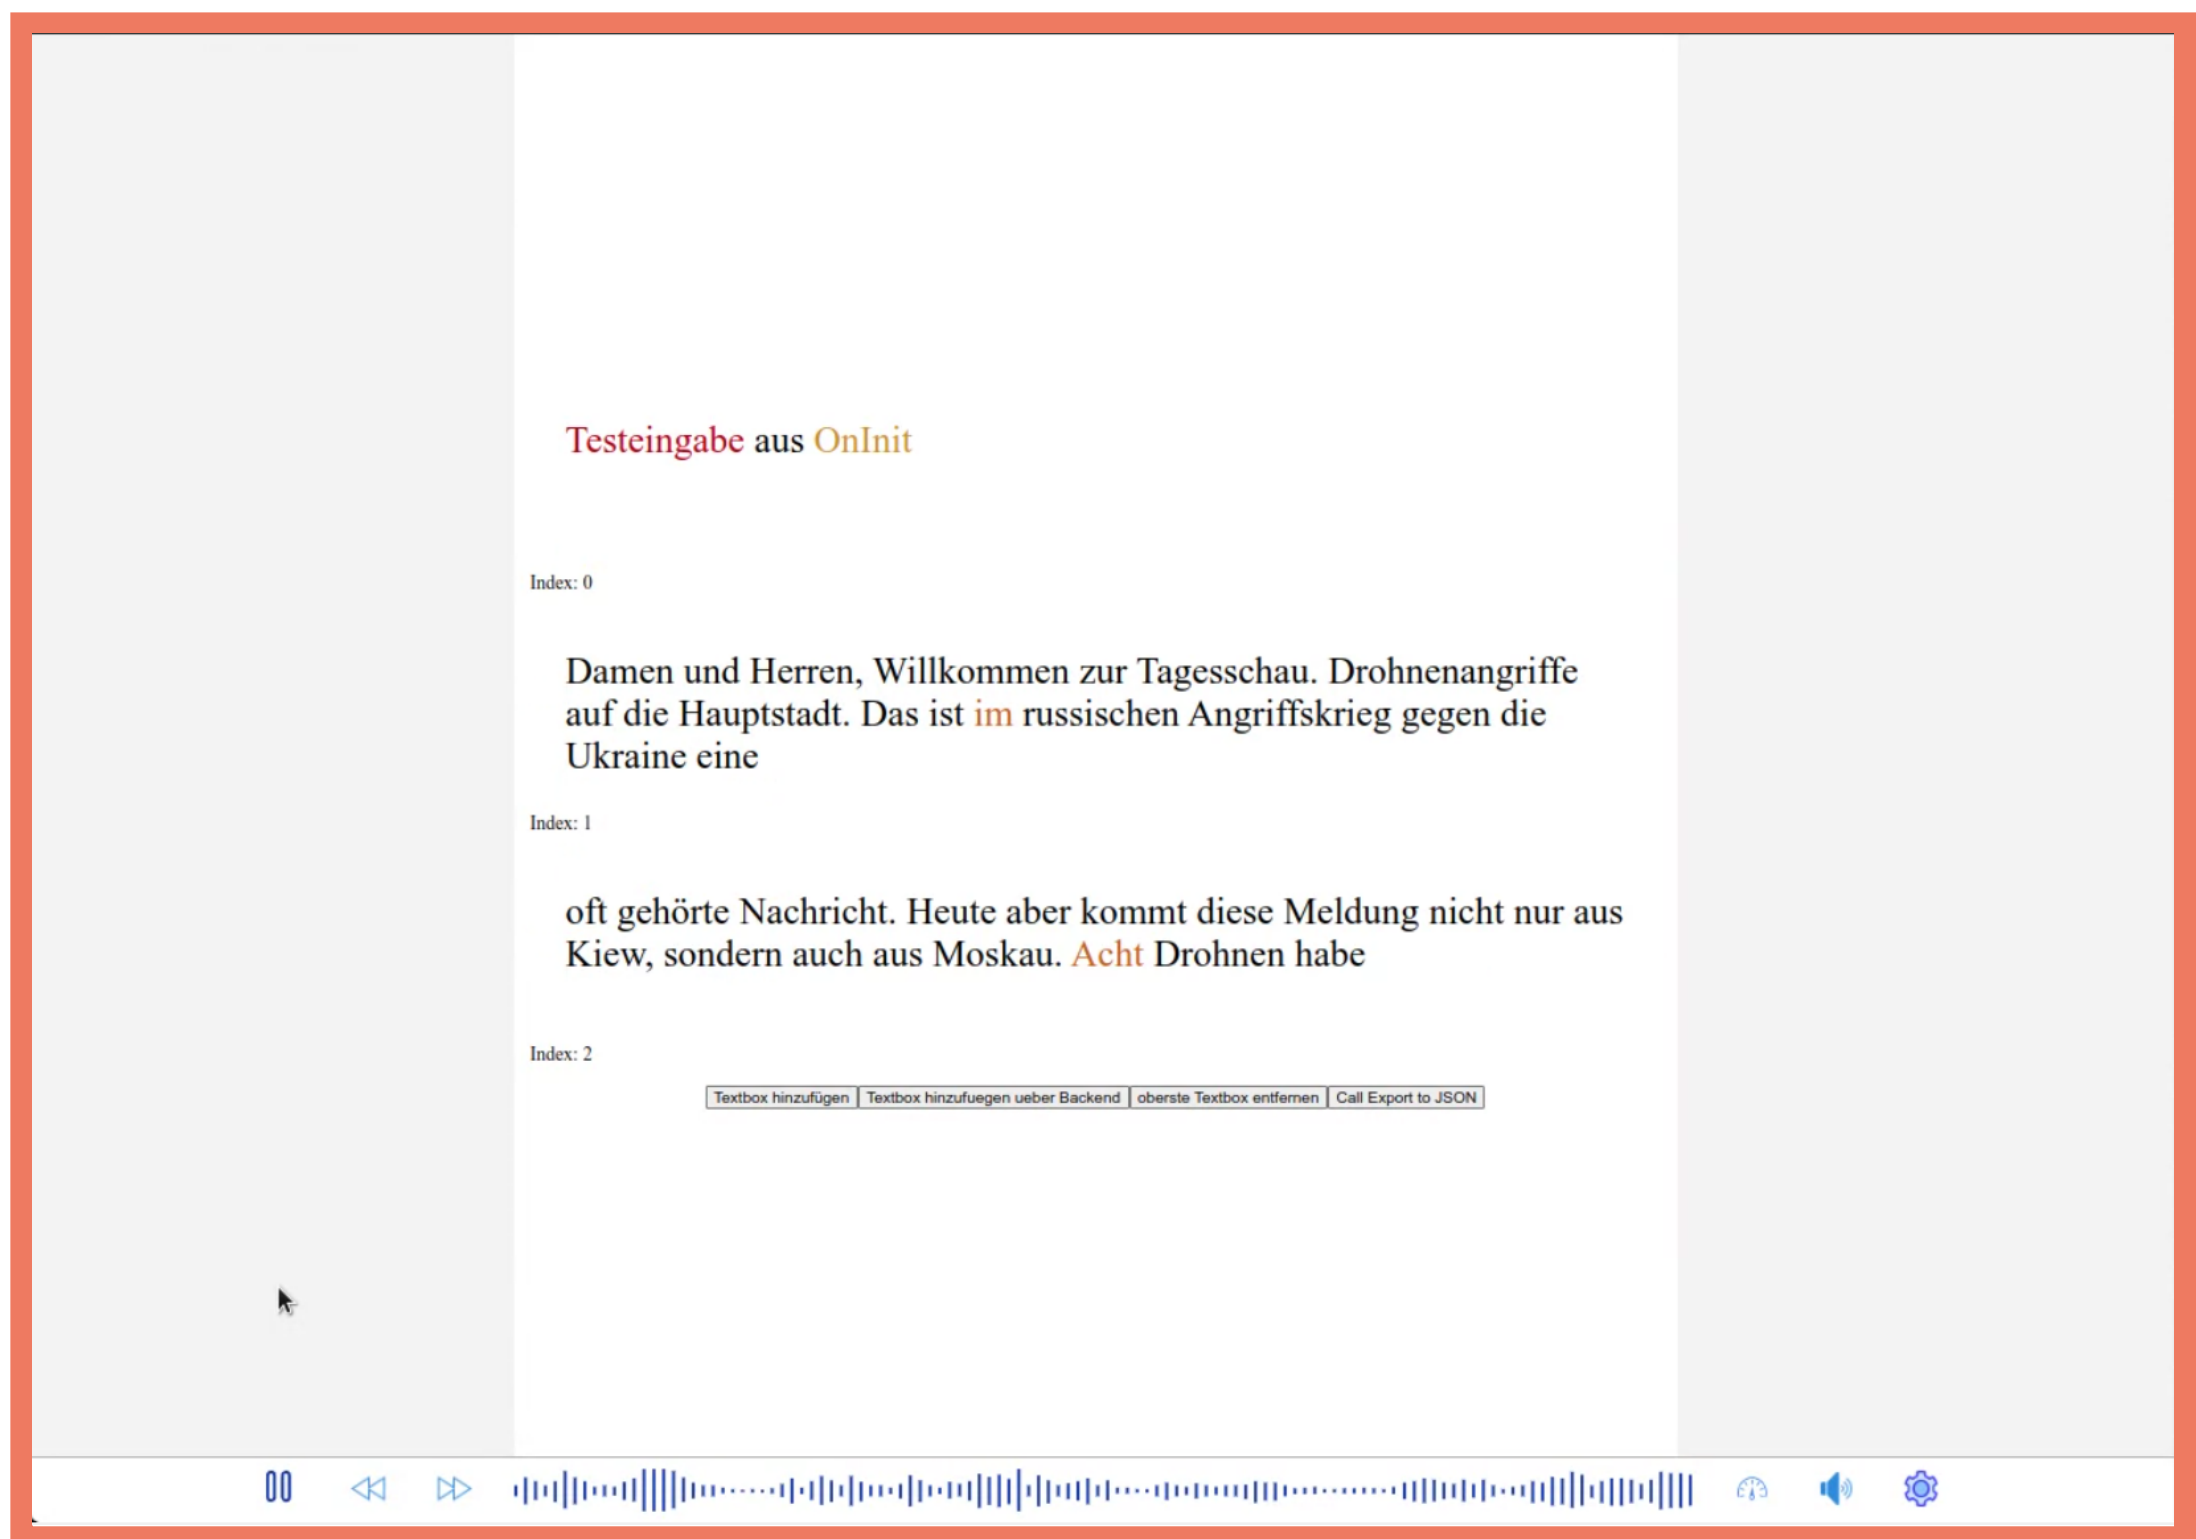 Testeingabe aus OnInit
Index: 0
Damen und Herren, Willkommen zur Tagesschau. Drohnenangriffe
auf die Hauptstadt. Das ist im russischen Angriffskrieg gegen die
Ukraine eine
Index: 1
oft gehörte Nachricht. Heute aber kommt diese Meldung nicht nur aus
Kiew, sondern auch aus Moskau. Acht Drohnen habe
Index: 2
Textbox hinzufügen Textbox hinzufuegen ueber Backend oberste Textbox entfernen Call Export to JSON